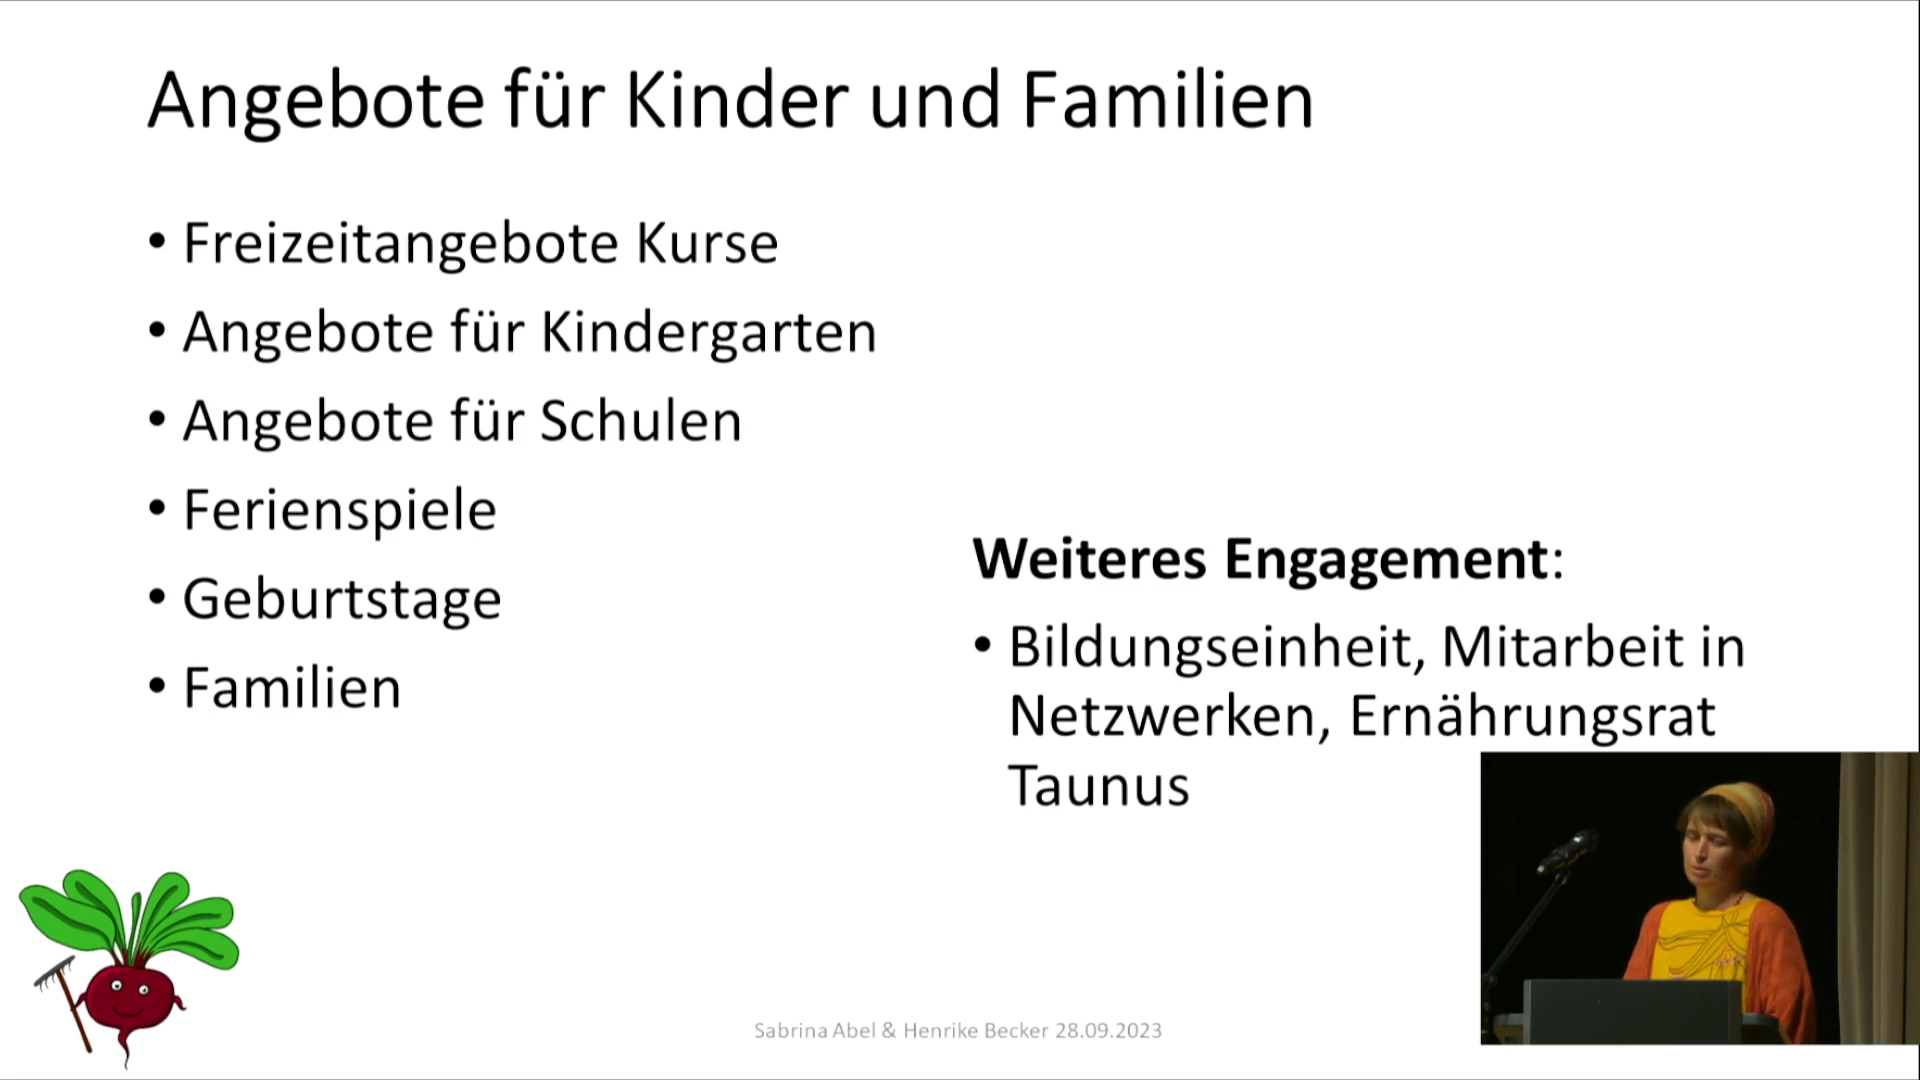 Angebote für Kinder und Familien
• Freizeitangebote Kurse
• Angebote für Kindergarten
• Angebote für Schulen
• Ferienspiele
• Geburtstage
• Familien
Weiteres Engagement:
• Bildungseinheit, Mitarbeit in
Netzwerken, Ernährungsrat
Taunus
Sabrina Abel & Henrike Becker 28.09.2023